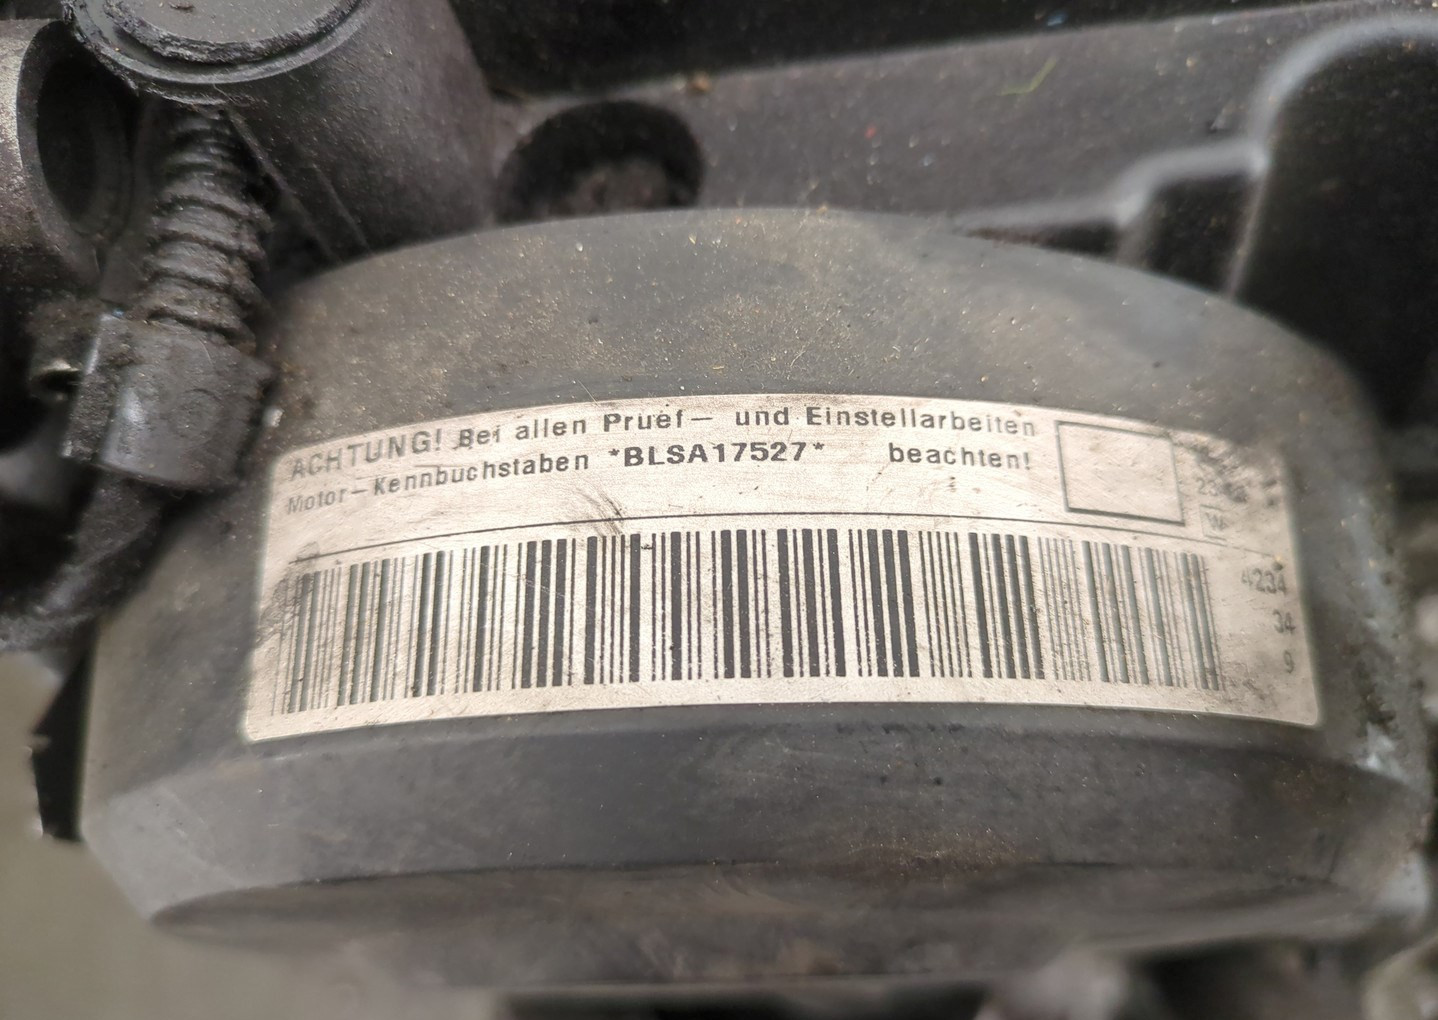 ACHTUNG! Bei allen Pruef- und Einstellarbeiten
Motor-Kennbuchstaben *BLSA17527* beachten!
W
4234
34
9